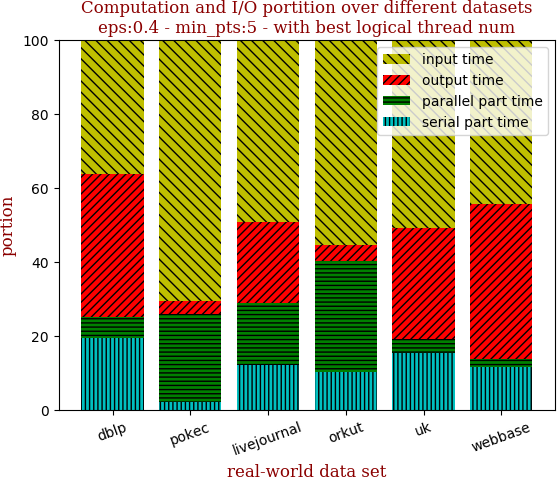 Computation and I/O portition over different datasets
eps:0.4 - min_pts:5 - with best logical thread num
100
80
60
40
20
0
portion
input time
output time
parallel part time
serial part time
dblp
pokec
livejournal
orkut
uk
webbase
real-world data set